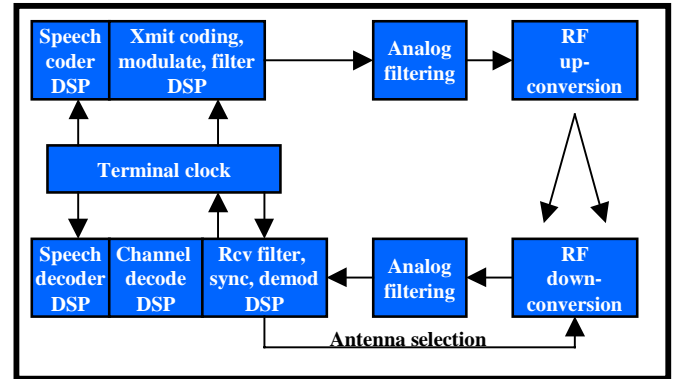 Speech
coder
DSP
Xmit coding,
modulate, filter
DSP
Analog
filtering
RF
up-
conversion
Terminal clock
Speech
decoder
DSP
Channel
decode
DSP
Rcv filter,
sync, demod
DSP
Analog
filtering
RF
down-
conversion
Antenna selection